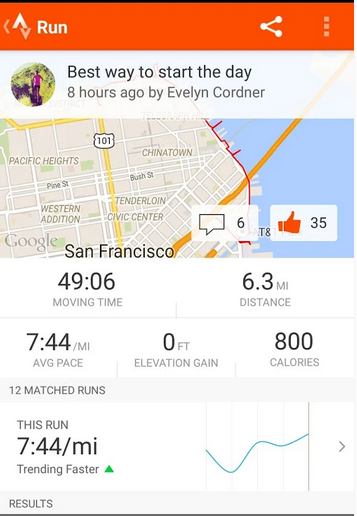 Run
Best way to start the day
8 hours ago by Evelyn Cordner
101
PACIFIC HEIGHTS
CHINATOWN
Pine St
Bush St
TENDERLOIN
WESTERN
ADDITION
CIVIC CENTER
6
35
AT&
Google
San Francisco
49:06
MOVING TIME
6.3 MI
DISTANCE
7:44 /MI
AVG PACE
0 FT
ELEVATION GAIN
800
CALORIES
12 MATCHED RUNS
THIS RUN
7:44/mi
Trending Faster
RESULTS